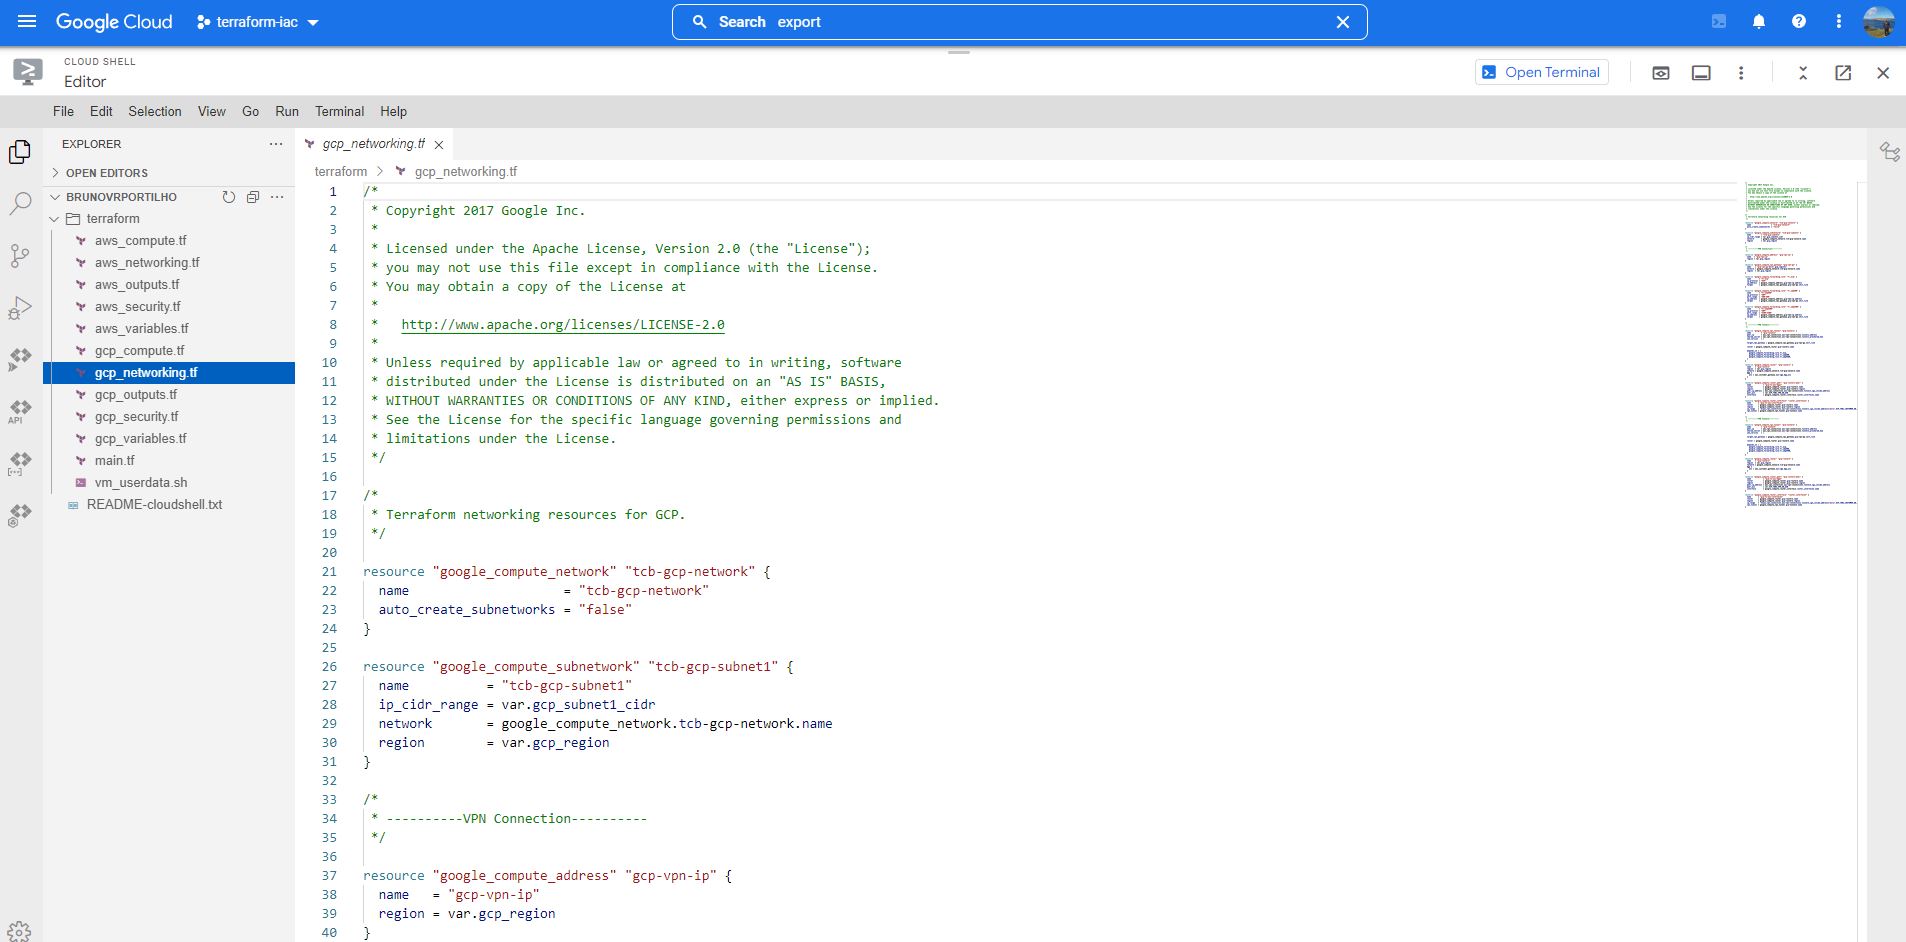 Google Cloud
terraform-iac
Search export
CLOUD SHELL
Editor
Open Terminal
File Edit Selection View Go Run Terminal Help
EXPLORER
OPEN EDITORS
BRUNOVRPORTILHO
terraform
aws_compute.tf
aws_networking.tf
aws_outputs.tf
aws_security.tf
aws_variables.tf
gcp_compute.tf
gcp_networking.tf
gcp_outputs.tf
gcp_security.tf
gcp_variables.tf
main.tf
vm_userdata.sh
README-cloudshell.txt
API
gcp_networking.tf
terraform > gcp_networking.tf
1 /*
2 * Copyright 2017 Google Inc.
3 *
4 * Licensed under the Apache License, Version 2.0 (the "License");
5 * you may not use this file except in compliance with the License.
6 * You may obtain a copy of the License at
7 *
8 * http://www.apache.org/licenses/LICENSE-2.0
9 *
10 * Unless required by applicable law or agreed to in writing, software
11 * distributed under the License is distributed on an "AS IS" BASIS,
12 * WITHOUT WARRANTIES OR CONDITIONS OF ANY KIND, either express or implied.
13 * See the License for the specific language governing permissions and
14 * limitations under the License.
15 */
16
17 /*
18 * Terraform networking resources for GCP.
19 */
20
21 resource "google_compute_network" "tcb-gcp-network" {
22 name = "tcb-gcp-network"
23 auto_create_subnetworks = "false"
24 }
25
26 resource "google_compute_subnetwork" "tcb-gcp-subnet1" {
27 name = "tcb-gcp-subnet1"
28 ip_cidr_range = var.gcp_subnet1_cidr
29 network = google_compute_network.tcb-gcp-network.name
30 region = var.gcp_region
31 }
32
33 /*
34 * ----------VPN Connection----------
35 */
36
37 resource "google_compute_address" "gcp-vpn-ip" {
38 name = "gcp-vpn-ip"
39 region = var.gcp_region
40 }